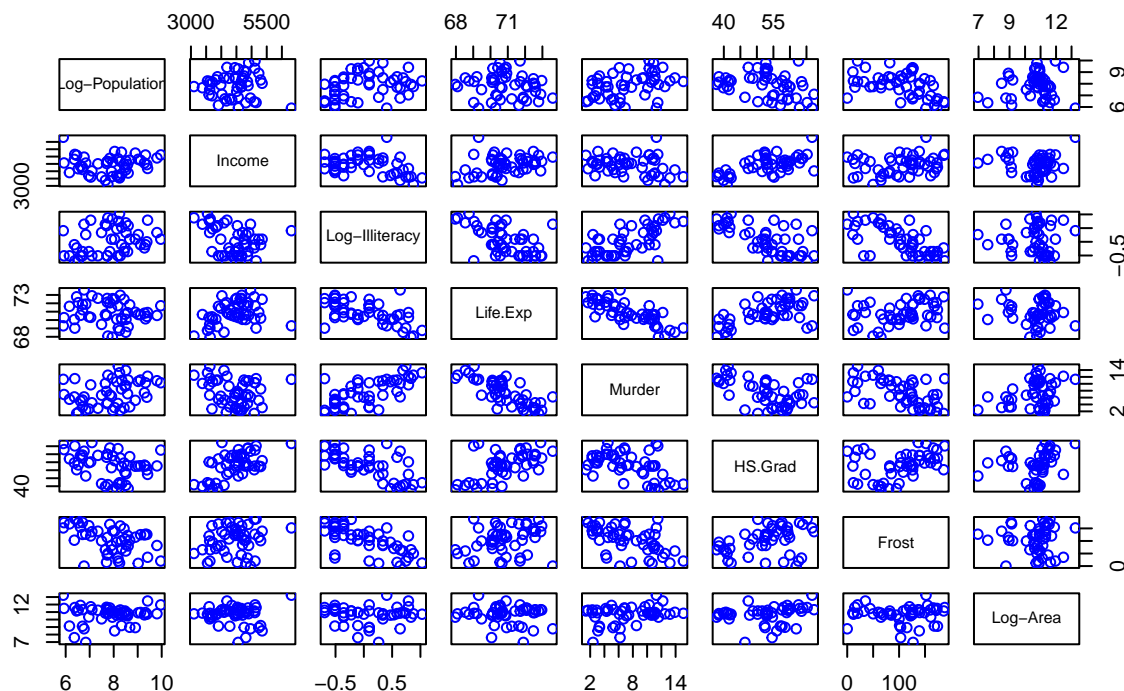 3000 5500 68 71 40 55 7 9 12
Log−Population
6 9
3000
Income
Log−Illiteracy
−0.5
68 73
Life.Exp
Murder
2 14
40
HS.Grad
Frost
0
7 12
Log−Area
6 8 10 −0.5 0.5 2 8 14 0 100